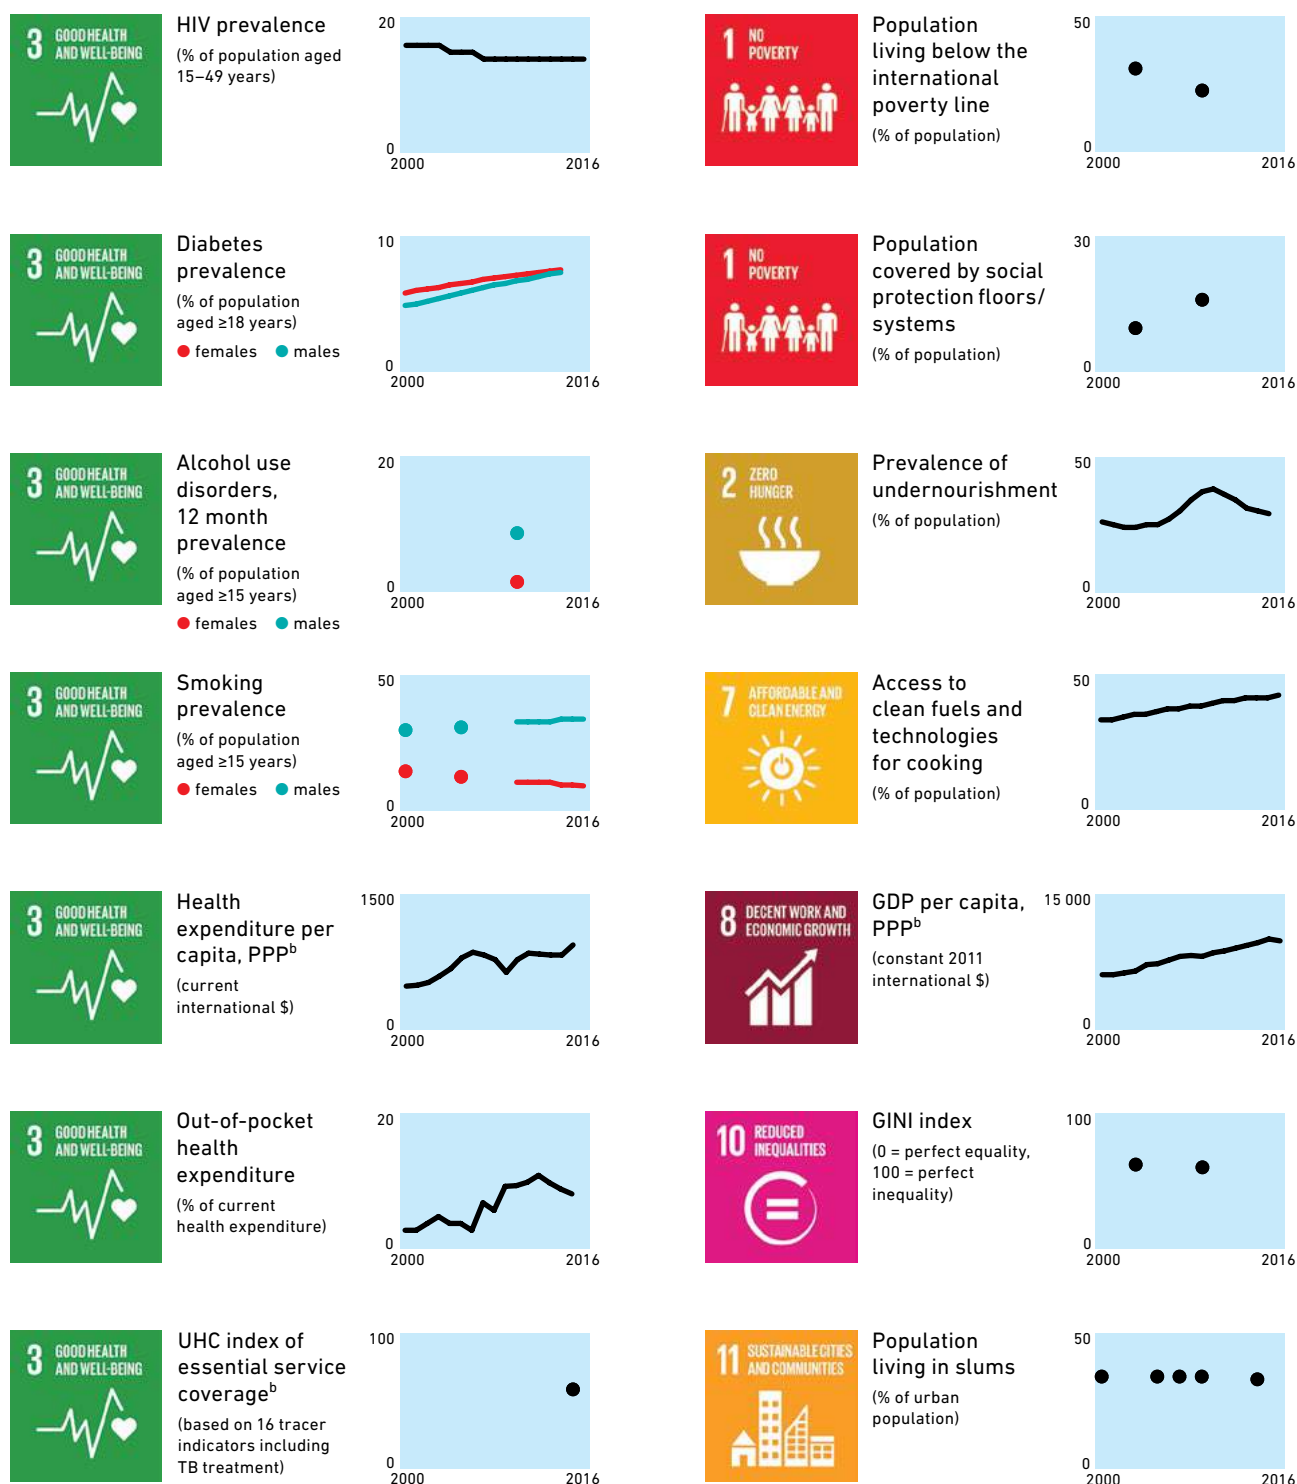 3 GOOD HEALTH
AND WELL-BEING
HIV prevalence
(% of population aged
15–49 years)
20
0
2000 2016
3 GOOD HEALTH
AND WELL-BEING
Diabetes
prevalence
(% of population
aged ≥18 years)
females males
10
0
2000 2016
3 GOOD HEALTH
AND WELL-BEING
Alcohol use
disorders,
12 month
prevalence
(% of population
aged ≥15 years)
females males
20
0
2000 2016
3 GOOD HEALTH
AND WELL-BEING
Smoking
prevalence
(% of population
aged ≥15 years)
females males
50
0
2000 2016
3 GOOD HEALTH
AND WELL-BEING
Health
expenditure per
capita, PPPᵇ
(current
international $)
1500
0
2000 2016
3 GOOD HEALTH
AND WELL-BEING
Out-of-pocket
health
expenditure
(% of current
health expenditure)
20
0
2000 2016
3 GOOD HEALTH
AND WELL-BEING
UHC index of
essential service
coverageᵇ
(based on 16 tracer
indicators including
TB treatment)
100
0
2000 2016
1 NO
POVERTY
Population
living below the
international
poverty line
(% of population)
50
0
2000 2016
1 NO
POVERTY
Population
covered by social
protection floors/
systems
(% of population)
30
0
2000 2016
2 ZERO
HUNGER
Prevalence of
undernourishment
(% of population)
50
0
2000 2016
7 AFFORDABLE AND
CLEAN ENERGY
Access to
clean fuels and
technologies
for cooking
(% of population)
50
0
2000 2016
8 DECENT WORK AND
ECONOMIC GROWTH
GDP per capita,
PPPᵇ
(constant 2011
international $)
15 000
0
2000 2016
10 REDUCED
INEQUALITIES
GINI index
(0 = perfect equality,
100 = perfect
inequality)
100
0
2000 2016
11 SUSTAINABLE CITIES
AND COMMUNITIES
Population
living in slums
(% of urban
population)
50
0
2000 2016